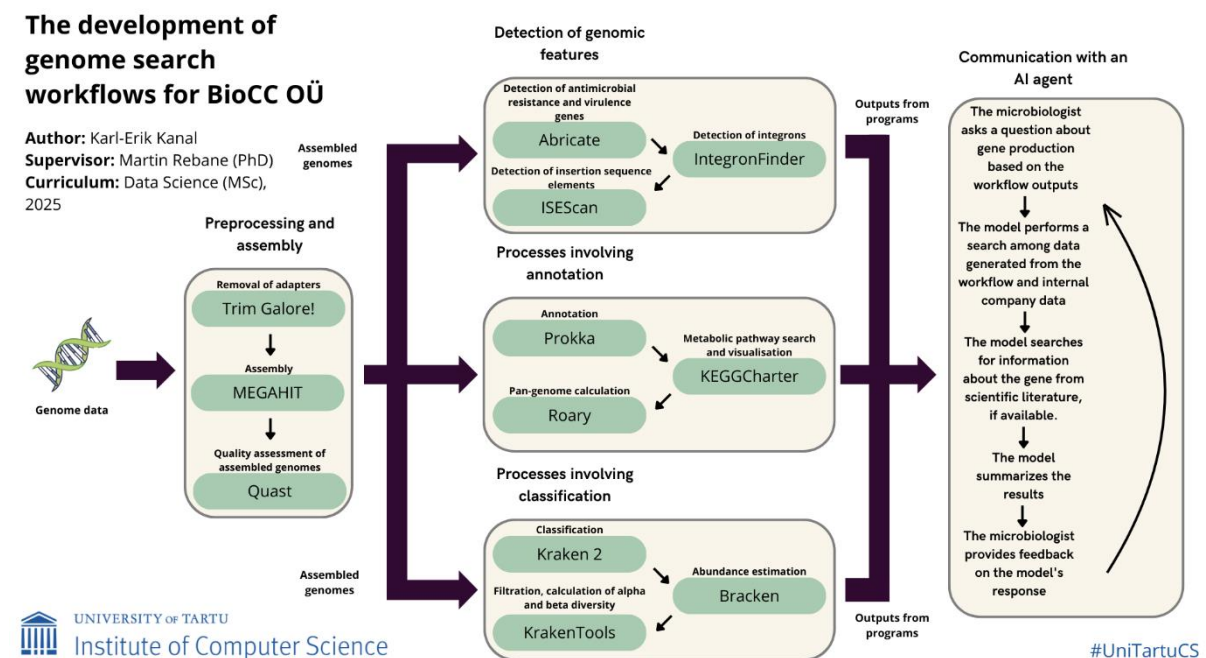 The development of
genome search
workflows for BioCC OÜ
Author: Karl-Erik Kanal
Supervisor: Martin Rebane (PhD)
Curriculum: Data Science (MSc),
2025
Genome data
Preprocessing and
assembly
Removal of adapters
Trim Galore!
Assembly
MEGAHIT
Quality assessment of
assembled genomes
Quast
Assembled
genomes
Assembled
genomes
Detection of genomic
features
Detection of antimicrobial
resistance and virulence
genes
Abricate
Detection of integrons
IntegronFinder
Detection of insertion sequence
elements
ISEScan
Processes involving
annotation
Annotation
Prokka
Metabolic pathway search
and visualisation
KEGGCharter
Pan-genome calculation
Roary
Processes involving
classification
Classification
Kraken 2
Abundance estimation
Bracken
Filtration, calculation of alpha
and beta diversity
KrakenTools
Outputs from
programs
Outputs from
programs
Communication with an
AI agent
The microbiologist
asks a question about
gene production
based on the
workflow outputs
The model performs a
search among data
generated from the
workflow and internal
company data
The model searches
for information
about the gene from
scientific literature,
if available.
The model
summarizes the
results
The microbiologist
provides feedback
on the model's
response
UNIVERSITY OF TARTU
Institute of Computer Science
#UniTartuCS